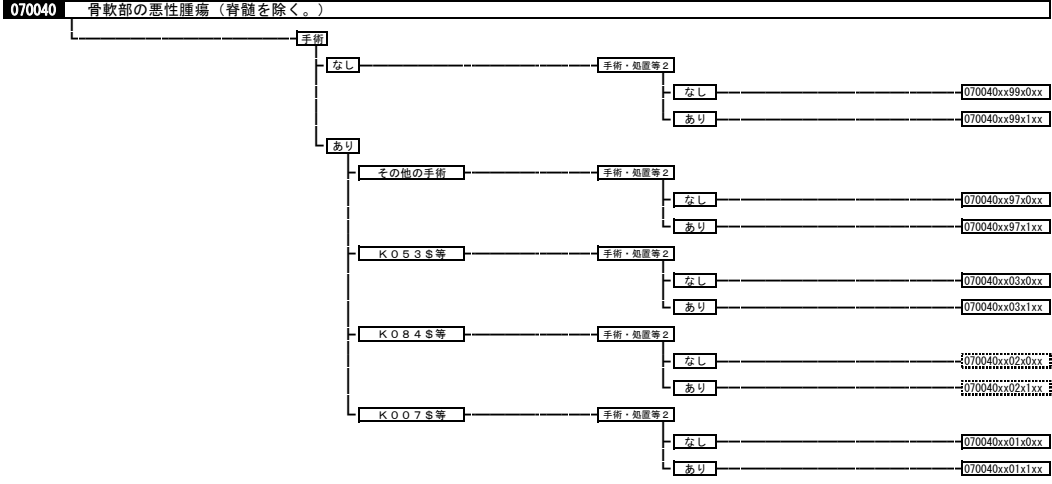 070040 骨軟部の悪性腫瘍（脊髄を除く。）
手術
なし 手術・処置等２
なし 070040xx99x0xx
あり 070040xx99x1xx
あり
その他の手術 手術・処置等２
なし 070040xx97x0xx
あり 070040xx97x1xx
Ｋ０５３＄等 手術・処置等２
なし 070040xx03x0xx
あり 070040xx03x1xx
Ｋ０８４＄等 手術・処置等２
なし 070040xx02x0xx
あり 070040xx02x1xx
Ｋ００７＄等 手術・処置等２
なし 070040xx01x0xx
あり 070040xx01x1xx